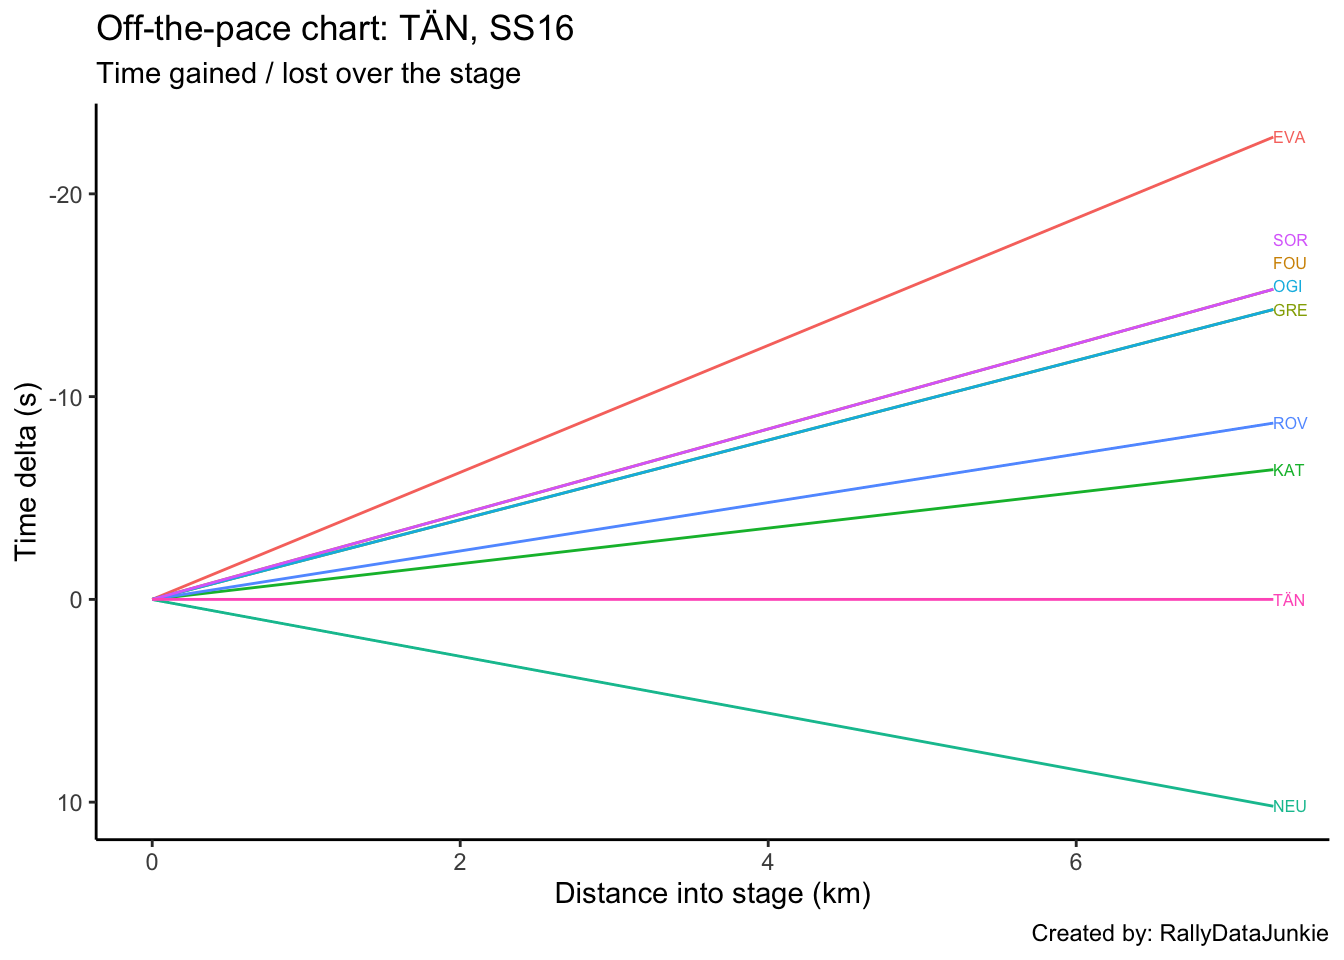 Off-the-pace chart: TÄN, SS16
Time gained / lost over the stage
EVA
-20
SOR
FOU
OGI
GRE
-10
ROV
KAT
Time delta (s)
0
TÄN
10
NEU
0 2 4 6
Distance into stage (km)
Created by: RallyDataJunkie